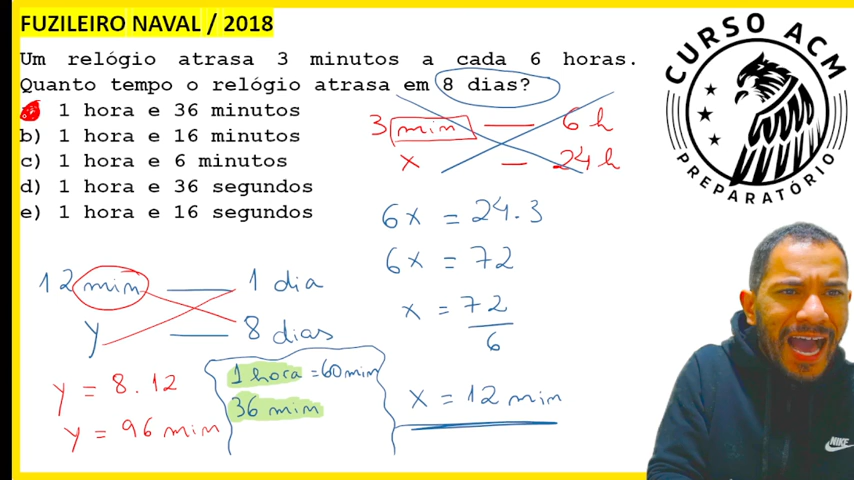 FUZILEIRO NAVAL / 2018
Um relógio atrasa 3 minutos a cada 6 horas.
Quanto tempo o relógio atrasa em 8 dias?
1 hora e 36 minutos
b) 1 hora e 16 minutos
c) 1 hora e 6 minutos
d) 1 hora e 36 segundos
e) 1 hora e 16 segundos
3 min — 6 h
x — 24 h
6x = 24.3
6x = 72
x = 72
6
x = 12 min
12 min — 1 dia
y — 8 dias
y = 8.12
y = 96 min
1 hora = 60 min
36 min
CURSO ACM
PREPARATÓRIO
NIKE